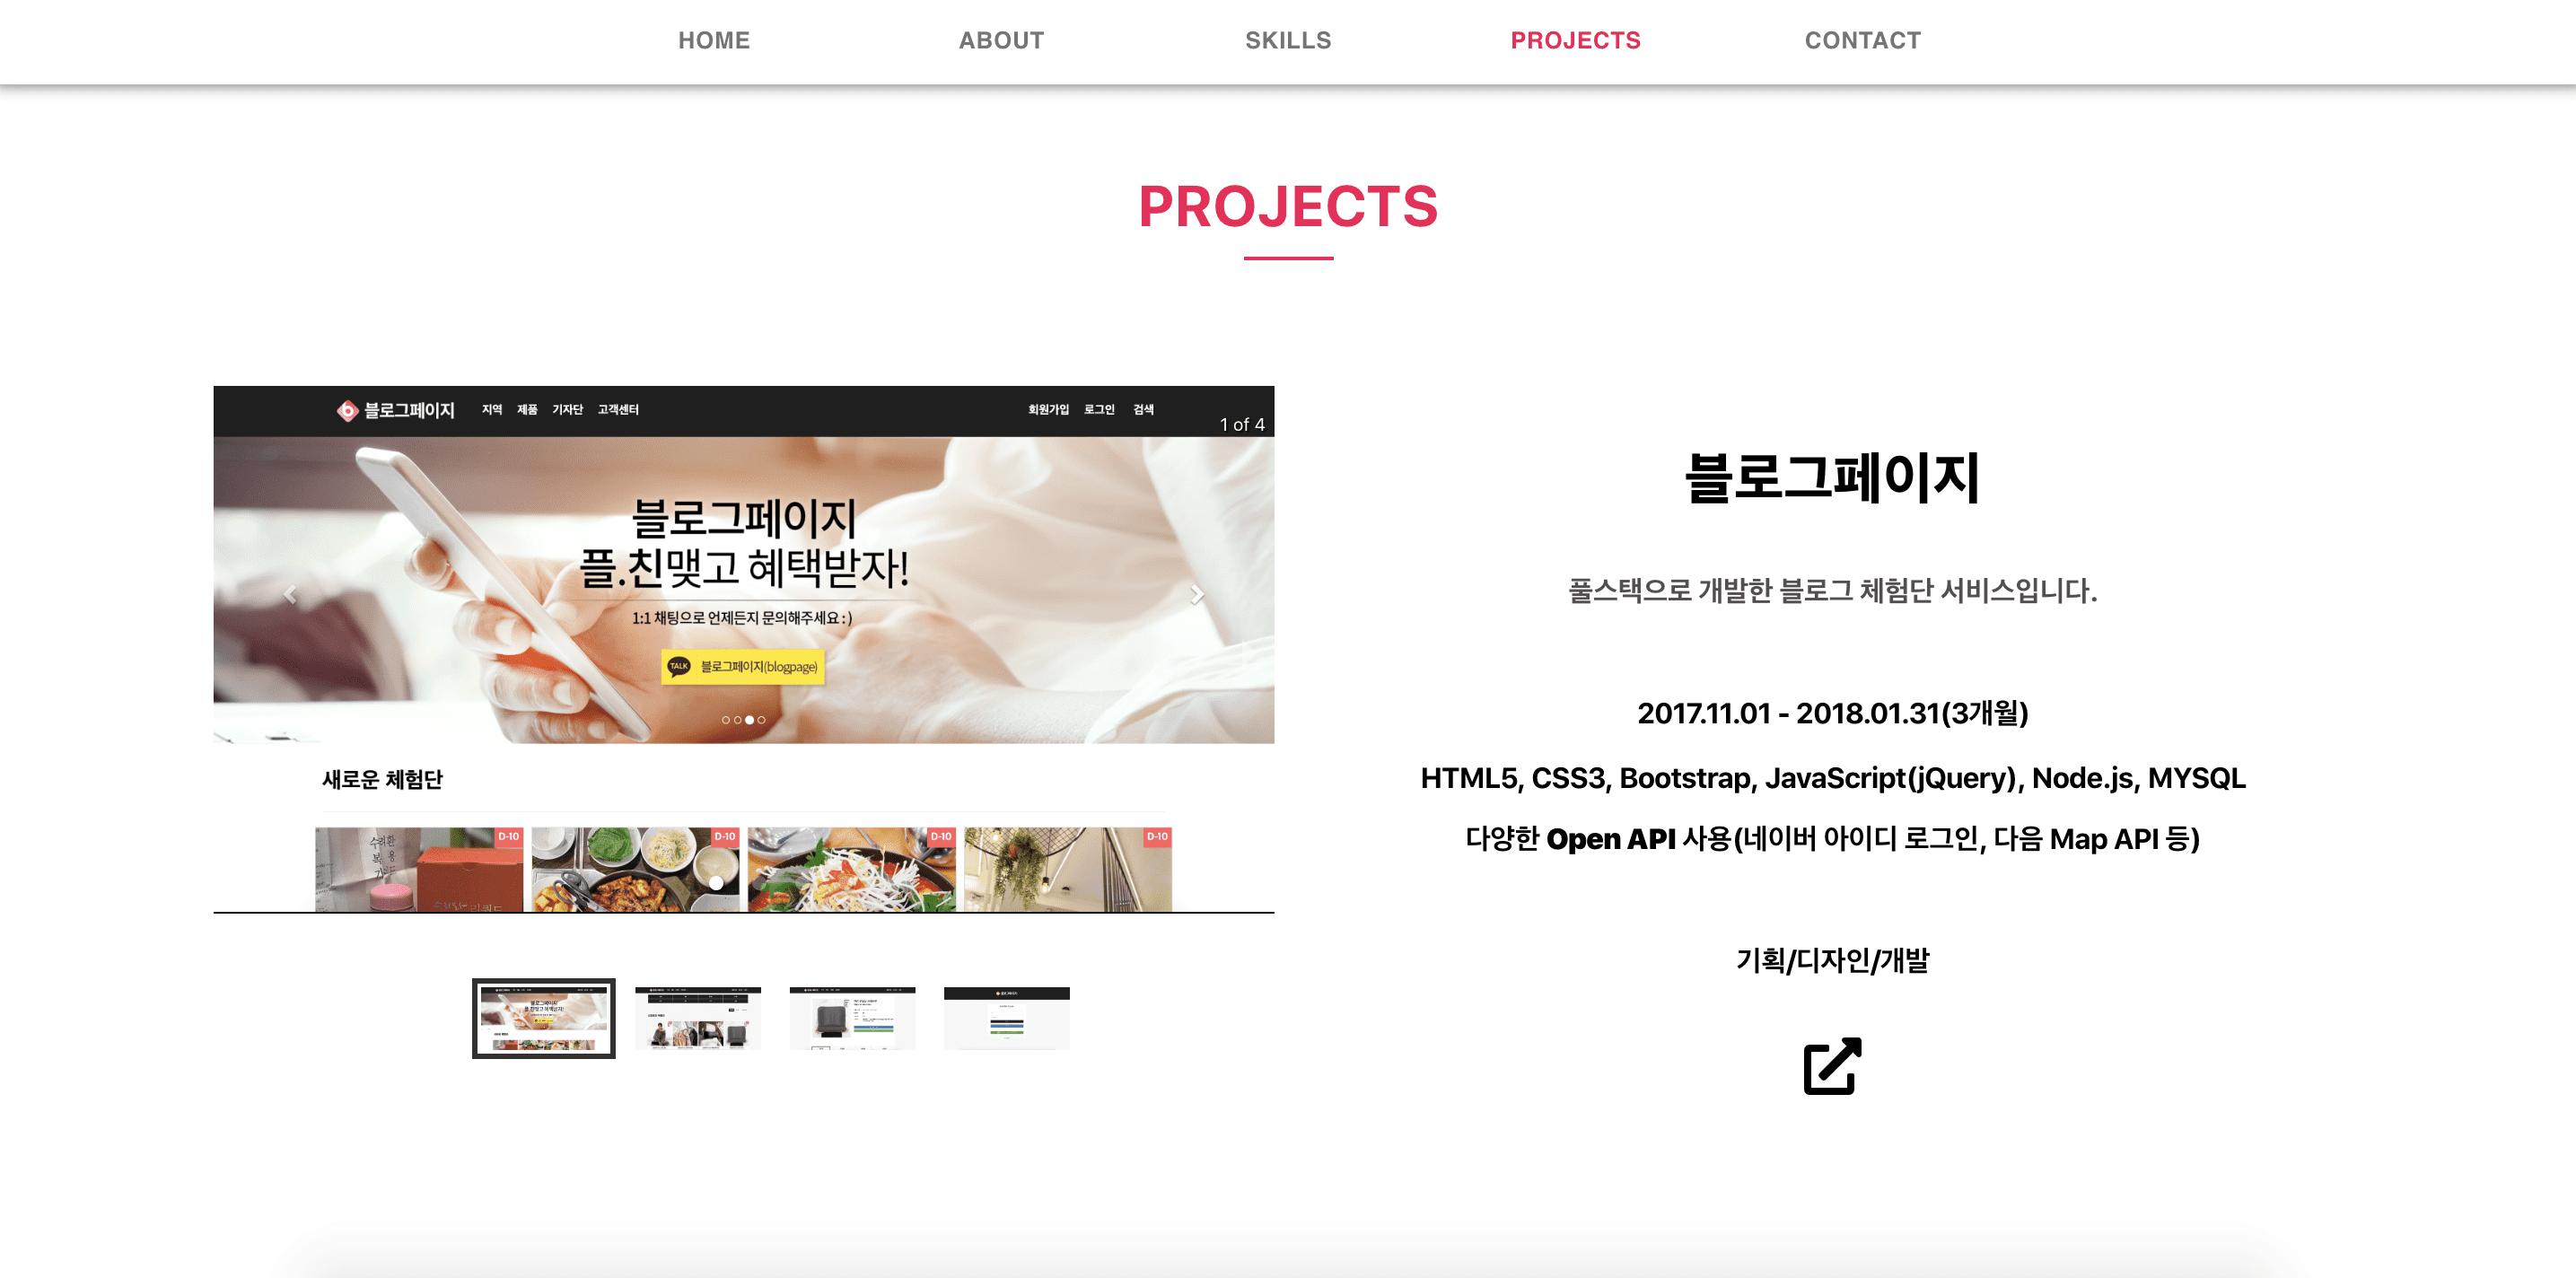 HOME ABOUT SKILLS PROJECTS CONTACT
PROJECTS
블로그페이지 지역 제품 기자단 고객센터 회원가입 로그인 검색
1 of 4
블로그페이지
플.친맺고 혜택받자!
1:1 채팅으로 언제든지 문의해주세요 : )
TALK 블로그페이지(blogpage)
새로운 체험단
D-10 D-10 D-10 D-10
블로그페이지
풀스택으로 개발한 블로그 체험단 서비스입니다.
2017.11.01 - 2018.01.31(3개월)
HTML5, CSS3, Bootstrap, JavaScript(jQuery), Node.js, MYSQL
다양한 Open API 사용(네이버 아이디 로그인, 다음 Map API 등)
기획/디자인/개발